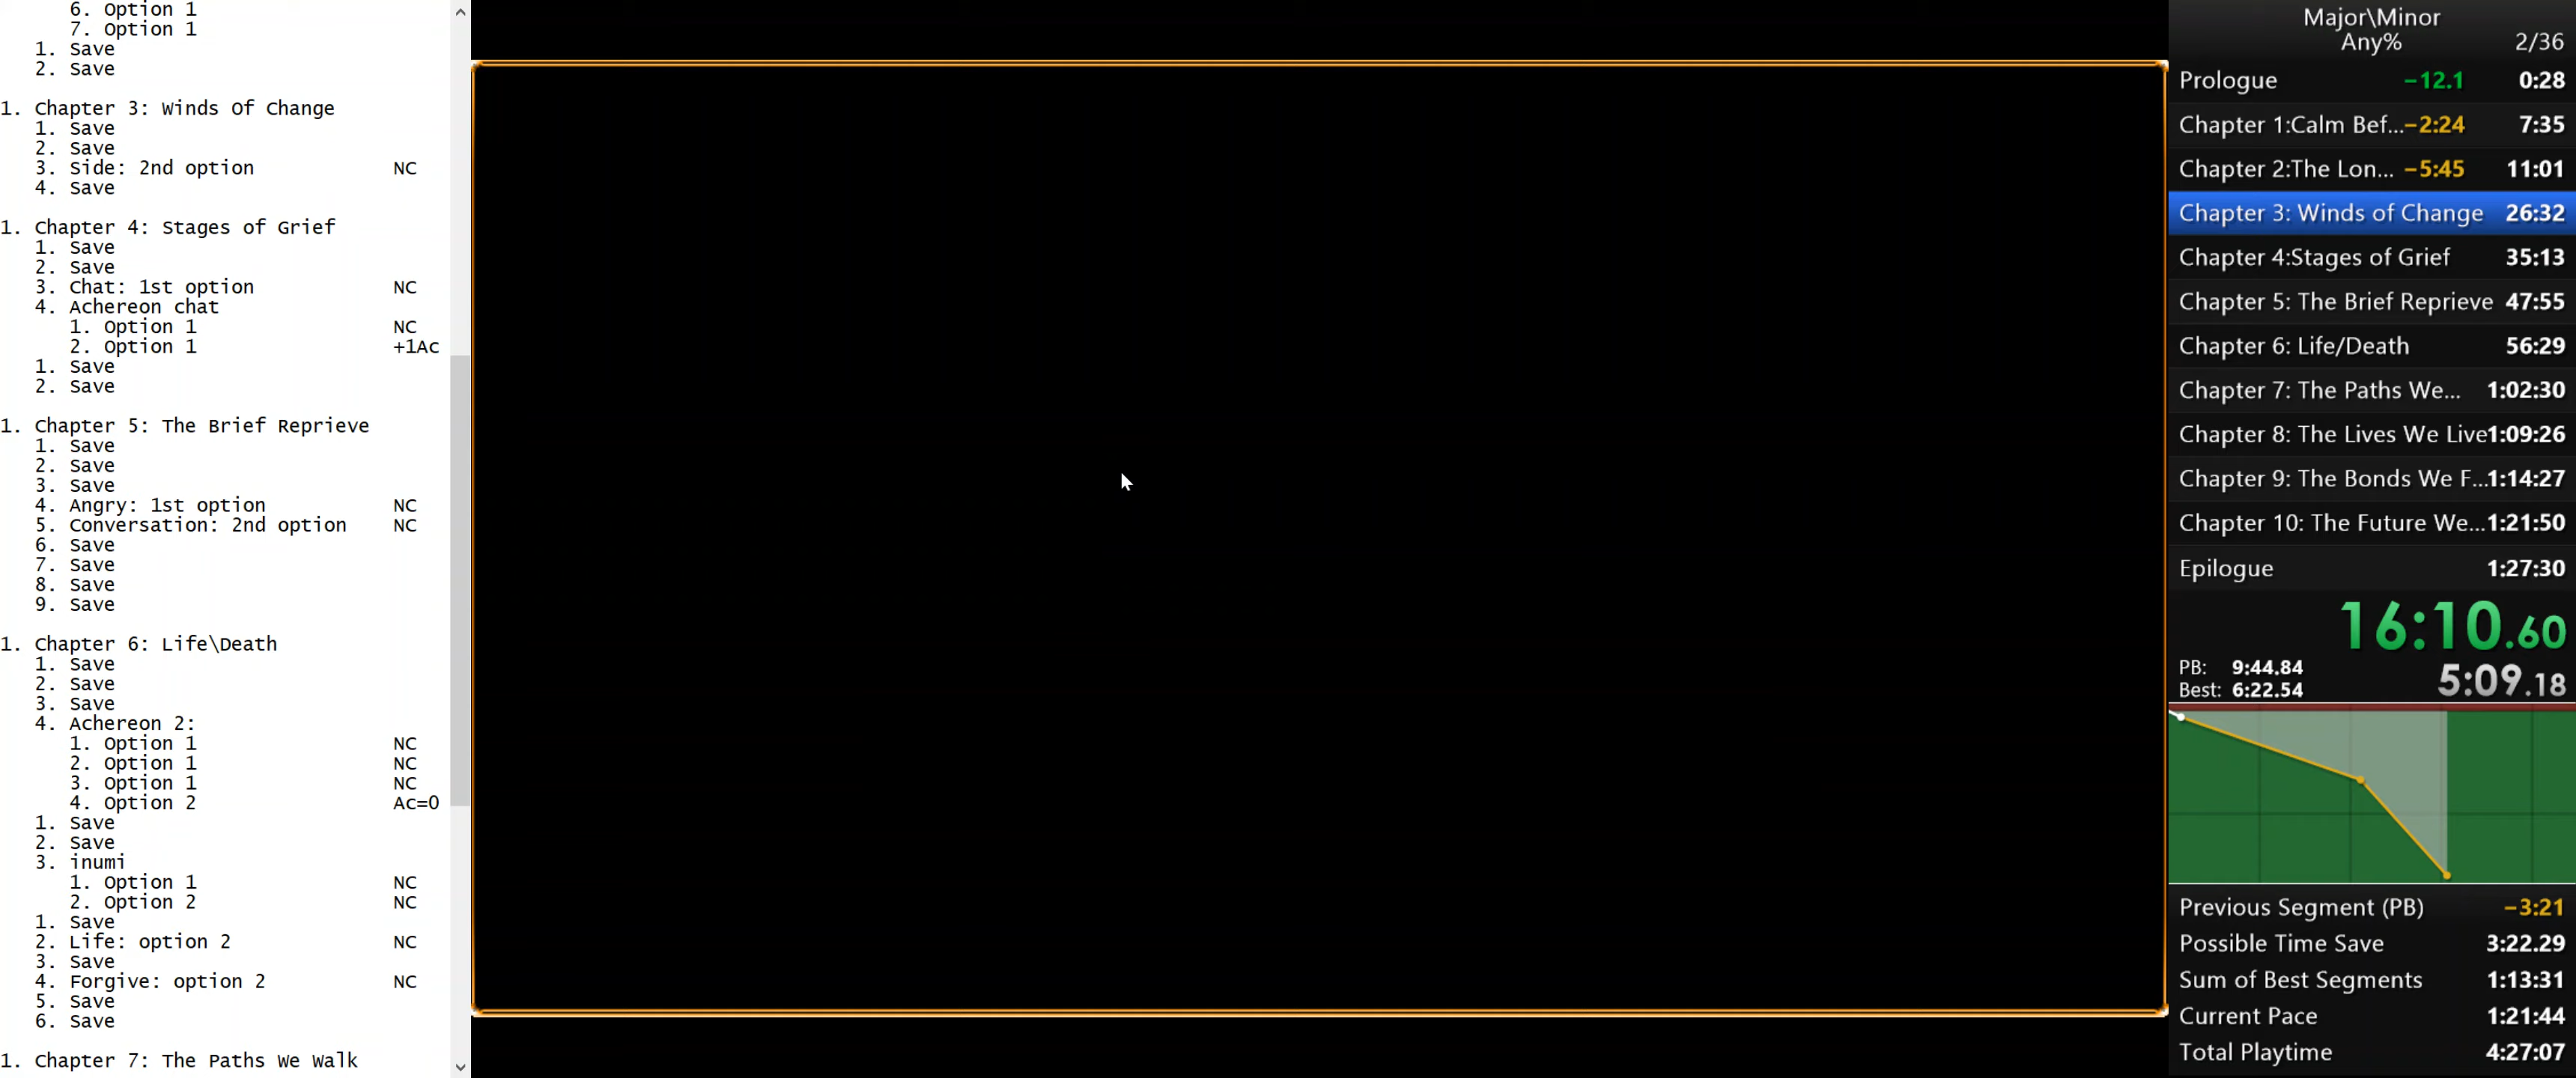 6. Option 1
7. Option 1
1. Save
2. Save
1. Chapter 3: Winds Of Change
1. Save
2. Save
3. Side: 2nd option NC
4. Save
1. Chapter 4: Stages of Grief
1. Save
2. Save
3. Chat: 1st option NC
4. Achereon chat
1. Option 1 NC
2. Option 1 +1Ac
1. Save
2. Save
1. Chapter 5: The Brief Reprieve
1. Save
2. Save
3. Save
4. Angry: 1st option NC
5. Conversation: 2nd option NC
6. Save
7. Save
8. Save
9. Save
1. Chapter 6: Life\Death
1. Save
2. Save
3. Save
4. Achereon 2:
1. Option 1 NC
2. Option 1 NC
3. Option 1 NC
4. Option 2 Ac=0
1. Save
2. Save
3. inumi
1. Option 1 NC
2. Option 2 NC
1. Save
2. Life: option 2 NC
3. Save
4. Forgive: option 2 NC
5. Save
6. Save
1. Chapter 7: The Paths We Walk
Major\Minor
Any% 2/36
Prologue −12.1 0:28
Chapter 1:Calm Bef... −2:24 7:35
Chapter 2:The Lon... −5:45 11:01
Chapter 3: Winds of Change 26:32
Chapter 4:Stages of Grief 35:13
Chapter 5: The Brief Reprieve 47:55
Chapter 6: Life/Death 56:29
Chapter 7: The Paths We... 1:02:30
Chapter 8: The Lives We Live 1:09:26
Chapter 9: The Bonds We F... 1:14:27
Chapter 10: The Future We... 1:21:50
Epilogue 1:27:30
16:10.60
PB: 9:44.84
Best: 6:22.54
5:09.18
Previous Segment (PB) −3:21
Possible Time Save 3:22.29
Sum of Best Segments 1:13:31
Current Pace 1:21:44
Total Playtime 4:27:07